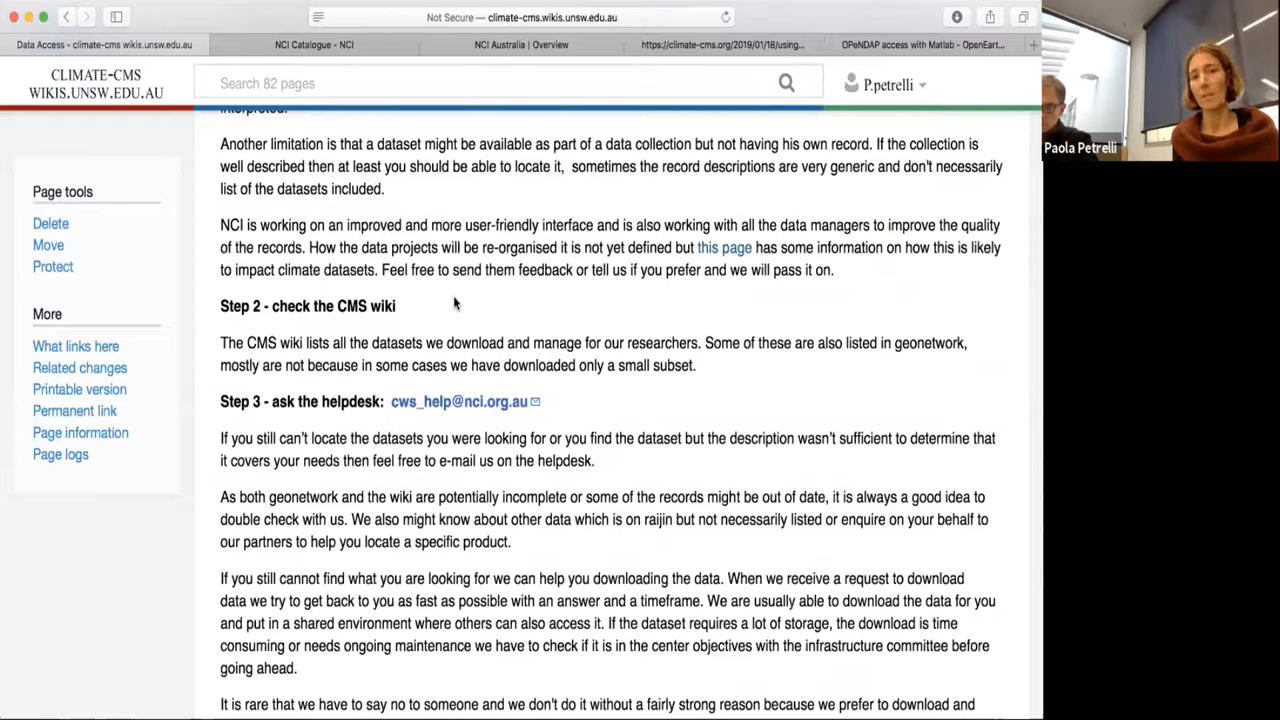 Not Secure — climate-cms.wikis.unsw.edu.au
Data Access - climate-cms.wikis.unsw.edu.au
NCI Catalogue - NCI
NCI Australia | Overview
https://climate-cms.org/2019/01/18/using...
OPeNDAP access with Matlab - OpenEart...
CLIMATE-CMS
WIKIS.UNSW.EDU.AU
Search 82 pages
P.petrelli
Paola Petrelli
Page tools
Delete
Move
Protect
More
What links here
Related changes
Printable version
Permanent link
Page information
Page logs
interpreted.
Another limitation is that a dataset might be available as part of a data collection but not having his own record. If the collection is
well described then at least you should be able to locate it, sometimes the record descriptions are very generic and don't necessarily
list of the datasets included.
NCI is working on an improved and more user-friendly interface and is also working with all the data managers to improve the quality
of the records. How the data projects will be re-organised it is not yet defined but this page has some information on how this is likely
to impact climate datasets. Feel free to send them feedback or tell us if you prefer and we will pass it on.
Step 2 - check the CMS wiki
The CMS wiki lists all the datasets we download and manage for our researchers. Some of these are also listed in geonetwork,
mostly are not because in some cases we have downloaded only a small subset.
Step 3 - ask the helpdesk: cws_help@nci.org.au
If you still can't locate the datasets you were looking for or you find the dataset but the description wasn't sufficient to determine that
it covers your needs then feel free to e-mail us on the helpdesk.
As both geonetwork and the wiki are potentially incomplete or some of the records might be out of date, it is always a good idea to
double check with us. We also might know about other data which is on raijin but not necessarily listed or enquire on your behalf to
our partners to help you locate a specific product.
If you still cannot find what you are looking for we can help you downloading the data. When we receive a request to download
data we try to get back to you as fast as possible with an answer and a timeframe. We are usually able to download the data for you
and put in a shared environment where others can also access it. If the dataset requires a lot of storage, the download is time
consuming or needs ongoing maintenance we have to check if it is in the center objectives with the infrastructure committee before
going ahead.
It is rare that we have to say no to someone and we don't do it without a fairly strong reason because we prefer to download and